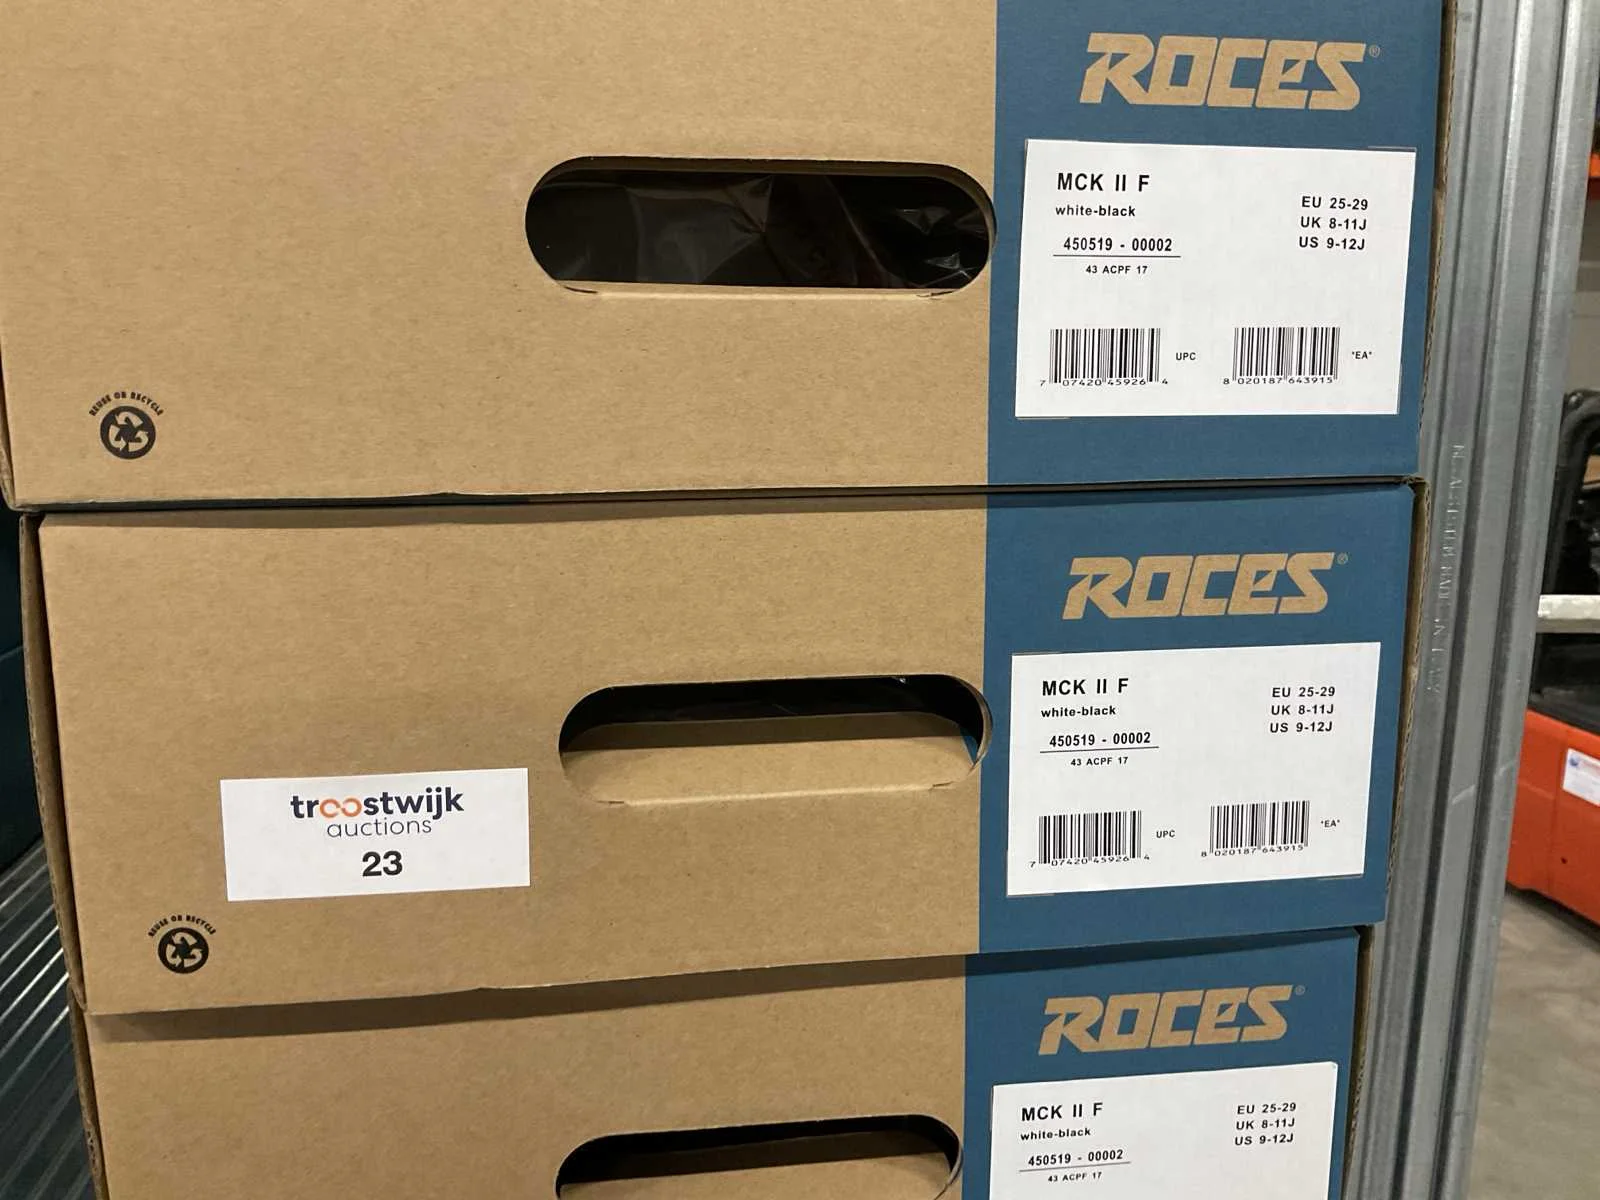 ROCES®
MCK II F
white-black
450519 - 00002
43 ACPF 17
EU 25-29
UK 8-11J
US 9-12J
7 07420 45926 4
UPC
8 020187 643915
*EA*
REUSE OR RECYCLE
ROCES®
MCK II F
white-black
450519 - 00002
43 ACPF 17
EU 25-29
UK 8-11J
US 9-12J
7 07420 45926 4
UPC
8 020187 643915
*EA*
troostwijk
auctions
23
REUSE OR RECYCLE
ROCES®
MCK II F
white-black
450519 - 00002
43 ACPF 17
EU 25-29
UK 8-11J
US 9-12J